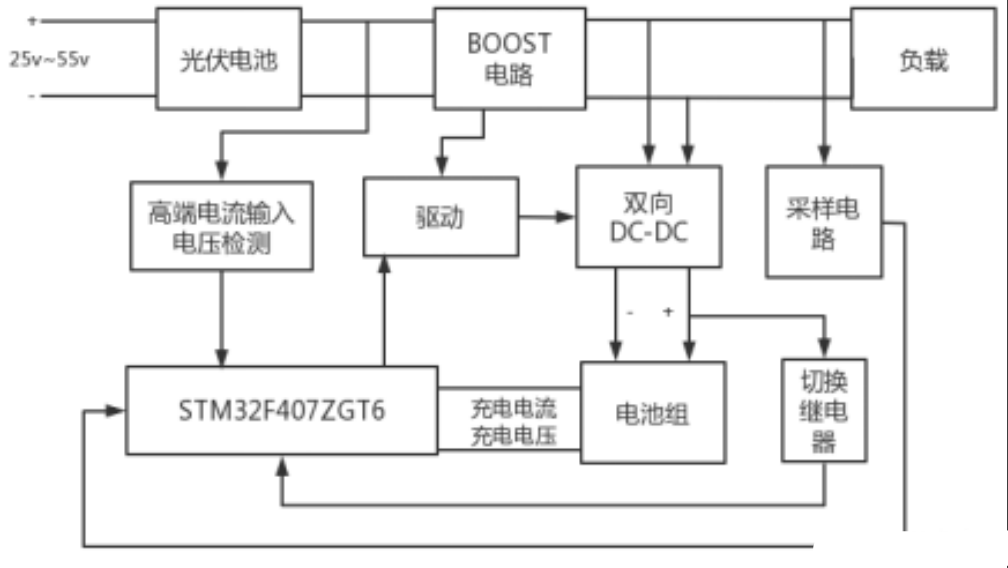 +
25v~55v
-
光伏电池
BOOST
电路
负载
高端电流输入
电压检测
驱动
双向
DC-DC
采样电
路
- +
STM32F407ZGT6
充电电流
充电电压
电池组
切换
继电
器